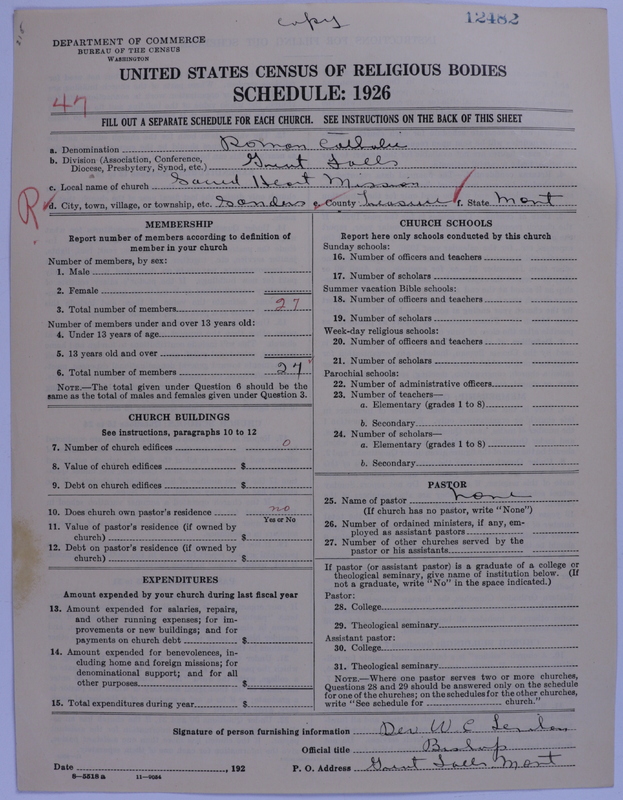 copy
12482
DEPARTMENT OF COMMERCE
BUREAU OF THE CENSUS
WASHINGTON
UNITED STATES CENSUS OF RELIGIOUS BODIES
SCHEDULE: 1926
47
FILL OUT A SEPARATE SCHEDULE FOR EACH CHURCH. SEE INSTRUCTIONS ON THE BACK OF THIS SHEET
a. Denomination Roman Catholic
b. Division (Association, Conference,
Diocese, Presbytery, Synod, etc.) Great Falls
c. Local name of church Sacred Heart Mission
R d. City, town, village, or township, etc. Sanders e. County Treasure f. State Mont
MEMBERSHIP
Report number of members according to definition of
member in your church
Number of members, by sex:
1. Male
2. Female
3. Total number of members 27
Number of members under and over 13 years old:
4. Under 13 years of age
5. 13 years old and over
6. Total number of members 27
NOTE.—The total given under Question 6 should be the
same as the total of males and females given under Question 3.
CHURCH BUILDINGS
See instructions, paragraphs 10 to 12
7. Number of church edifices 0
8. Value of church edifices $
9. Debt on church edifices $
10. Does church own pastor's residence no
Yes or No
11. Value of pastor's residence (if owned by
church) $
12. Debt on pastor's residence (if owned by
church) $
EXPENDITURES
Amount expended by your church during last fiscal year
13. Amount expended for salaries, repairs,
and other running expenses; for im-
provements or new buildings; and for
payments on church debt $
14. Amount expended for benevolences, in-
cluding home and foreign missions; for
denominational support; and for all
other purposes $
15. Total expenditures during year $
CHURCH SCHOOLS
Report here only schools conducted by this church
Sunday schools:
16. Number of officers and teachers
17. Number of scholars
Summer vacation Bible schools:
18. Number of officers and teachers
19. Number of scholars
Week-day religious schools:
20. Number of officers and teachers
21. Number of scholars
Parochial schools:
22. Number of administrative officers
23. Number of teachers—
a. Elementary (grades 1 to 8)
b. Secondary
24. Number of scholars—
a. Elementary (grades 1 to 8)
b. Secondary
PASTOR
25. Name of pastor none
(If church has no pastor, write "None")
26. Number of ordained ministers, if any, em-
ployed as assistant pastors
27. Number of other churches served by the
pastor or his assistants
If pastor (or assistant pastor) is a graduate of a college or
theological seminary, give name of institution below. (If
not a graduate, write "No" in the space indicated.)
Pastor:
28. College
29. Theological seminary
Assistant pastor:
30. College
31. Theological seminary
NOTE.—Where one pastor serves two or more churches,
Questions 28 and 29 should be answered only on the schedule
for one of the churches; on the schedules for the other churches,
write "See schedule for church."
Signature of person furnishing information Rev W. C
Official title Bishop
Date , 192 P. O. Address Great Falls Mont
8—5518 a 11—9034